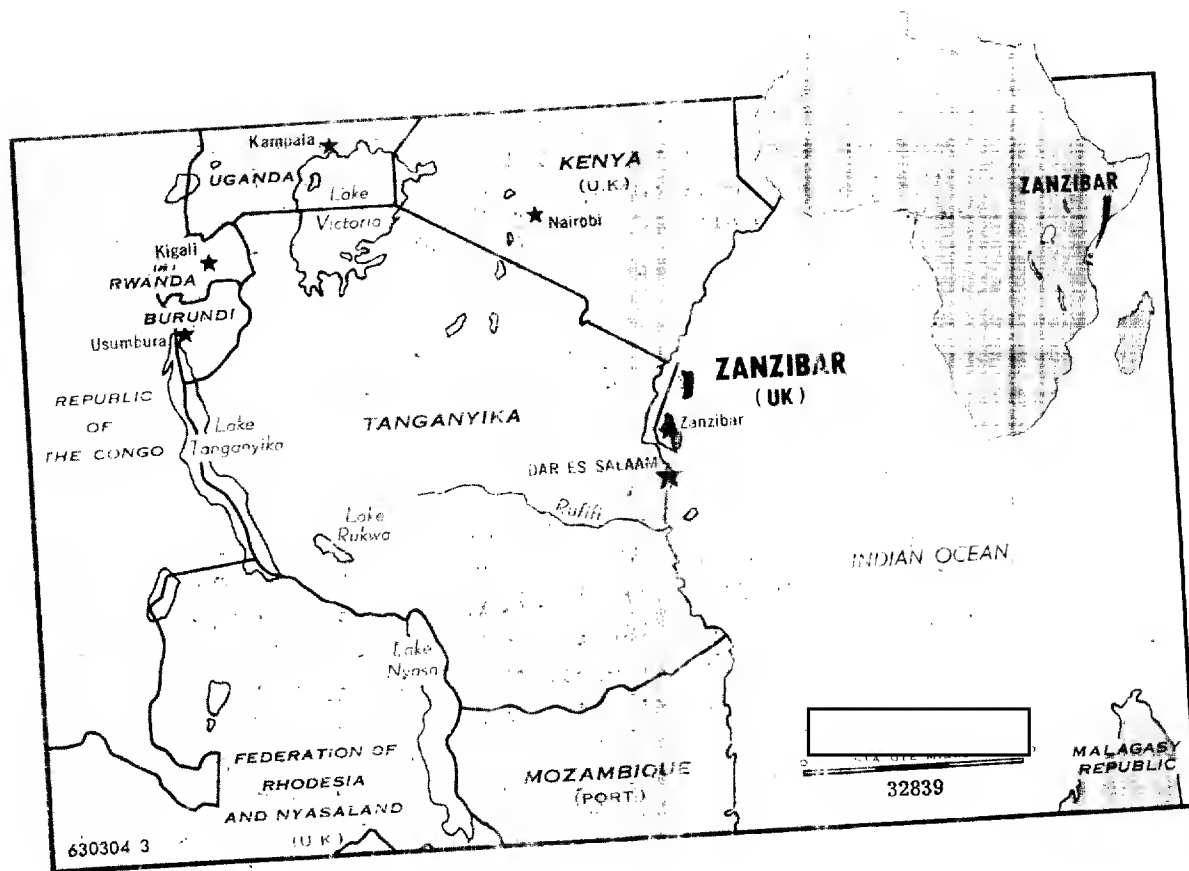 Kampala
UGANDA
Lake
Victoria
KENYA
(U.K.)
Nairobi
ZANZIBAR
Kigali
RWANDA
BURUNDI
Usumbura
REPUBLIC
OF
THE CONGO
Lake
Tanganyika
TANGANYIKA
ZANZIBAR
(UK)
Zanzibar
DAR ES SALAAM
Rufifi
Lake
Rukwa
INDIAN OCEAN
Lake
Nyasa
FEDERATION OF
RHODESIA
AND NYASALAND
(U K)
MOZAMBIQUE
(PORT.)
32839
MALAGASY
REPUBLIC
630304 3